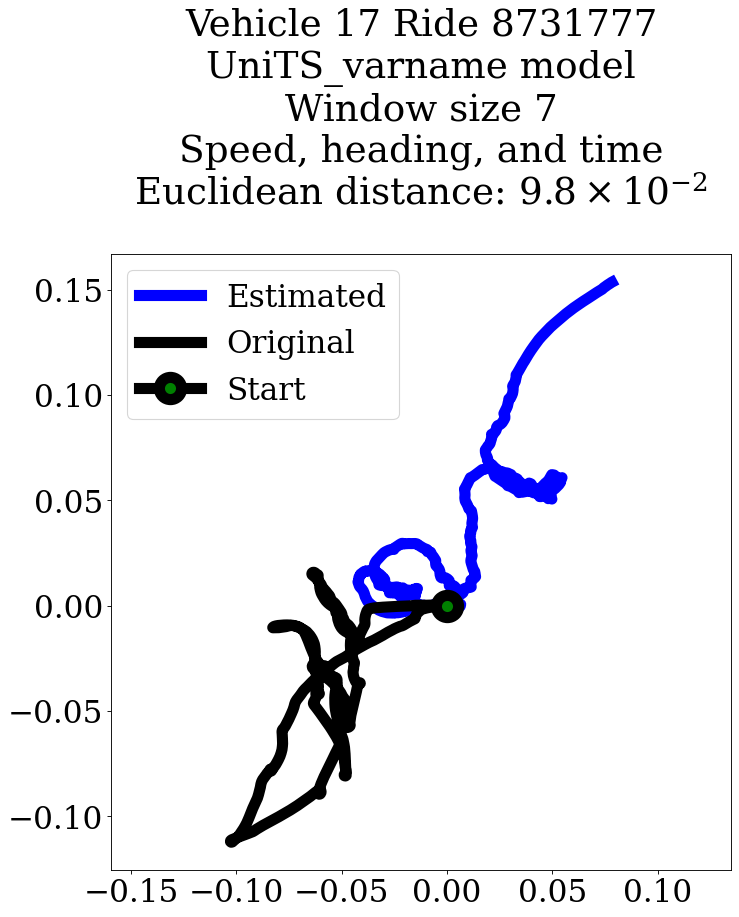 Vehicle 17 Ride 8731777
UniTS_varname model
Window size 7
Speed, heading, and time
Euclidean distance: 9.8 × 10⁻²
Estimated
Original
Start
0.15
0.10
0.05
0.00
−0.05
−0.10
−0.15 −0.10 −0.05 0.00 0.05 0.10